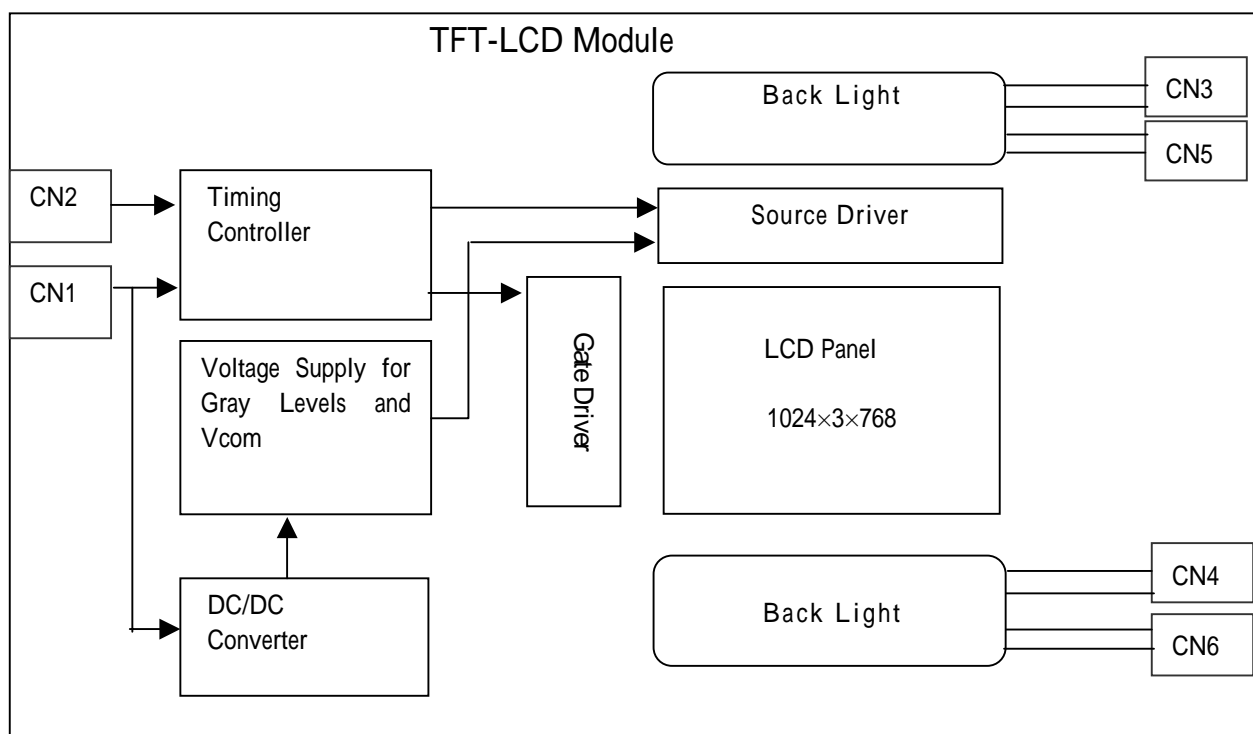 TFT-LCD Module
Back Light
CN3
CN5
CN2
Timing
Controller
Source Driver
CN1
Gate Driver
LCD Panel
1024×3×768
Voltage Supply for
Gray Levels and
Vcom
DC/DC
Converter
Back Light
CN4
CN6